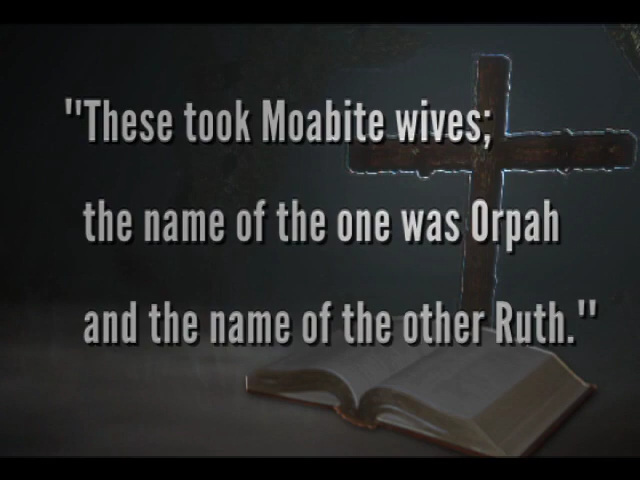 "These took Moabite wives;
the name of the one was Orpah
and the name of the other Ruth."